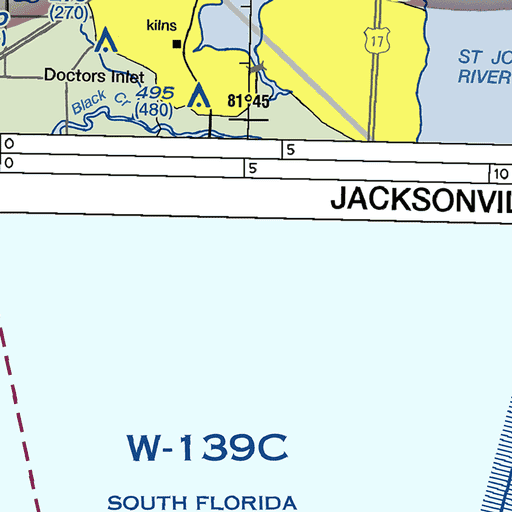 (270)
kilns
17
ST JO
RIVER
Doctors Inlet
495
(480)
Black Cr
81°45
0
5
0
5
10
JACKSONVIL
W-139C
SOUTH FLORIDA